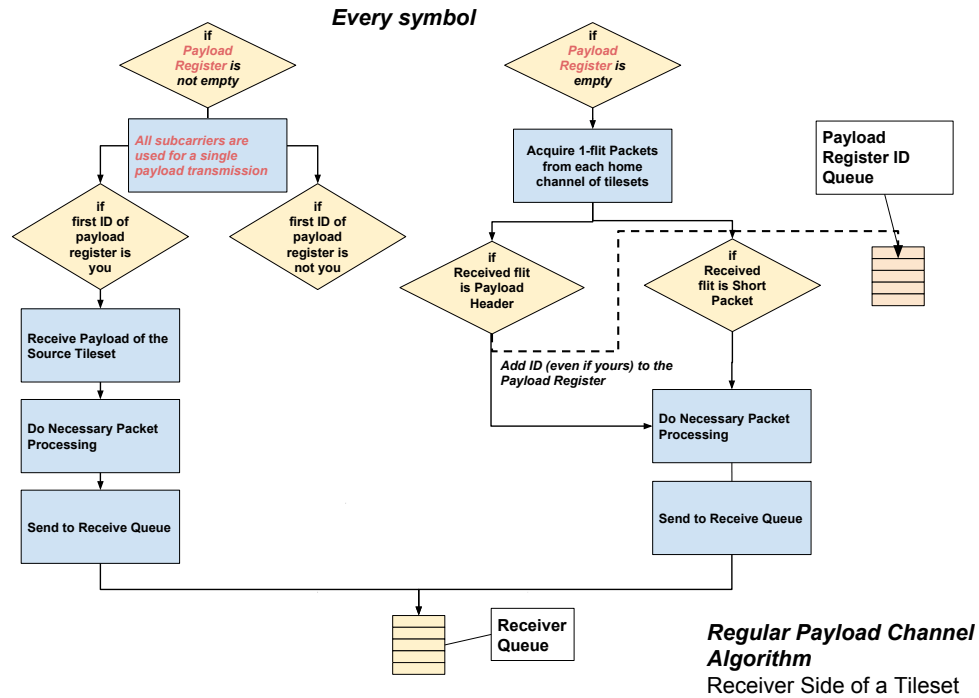 Every symbol
if
Payload
Register is
not empty
All subcarriers are
used for a single
payload transmission
if
first ID of
payload
register is
you
if
first ID of
payload
register is
not you
Receive Payload of the
Source Tileset
Do Necessary Packet
Processing
Send to Receive Queue
if
Payload
Register is
empty
Acquire 1-flit Packets
from each home
channel of tilesets
if
Received flit
is Payload
Header
if
Received
flit is Short
Packet
Payload
Register ID
Queue
Add ID (even if yours) to the
Payload Register
Do Necessary Packet
Processing
Send to Receive Queue
Receiver
Queue
Regular Payload Channel
Algorithm
Receiver Side of a Tileset